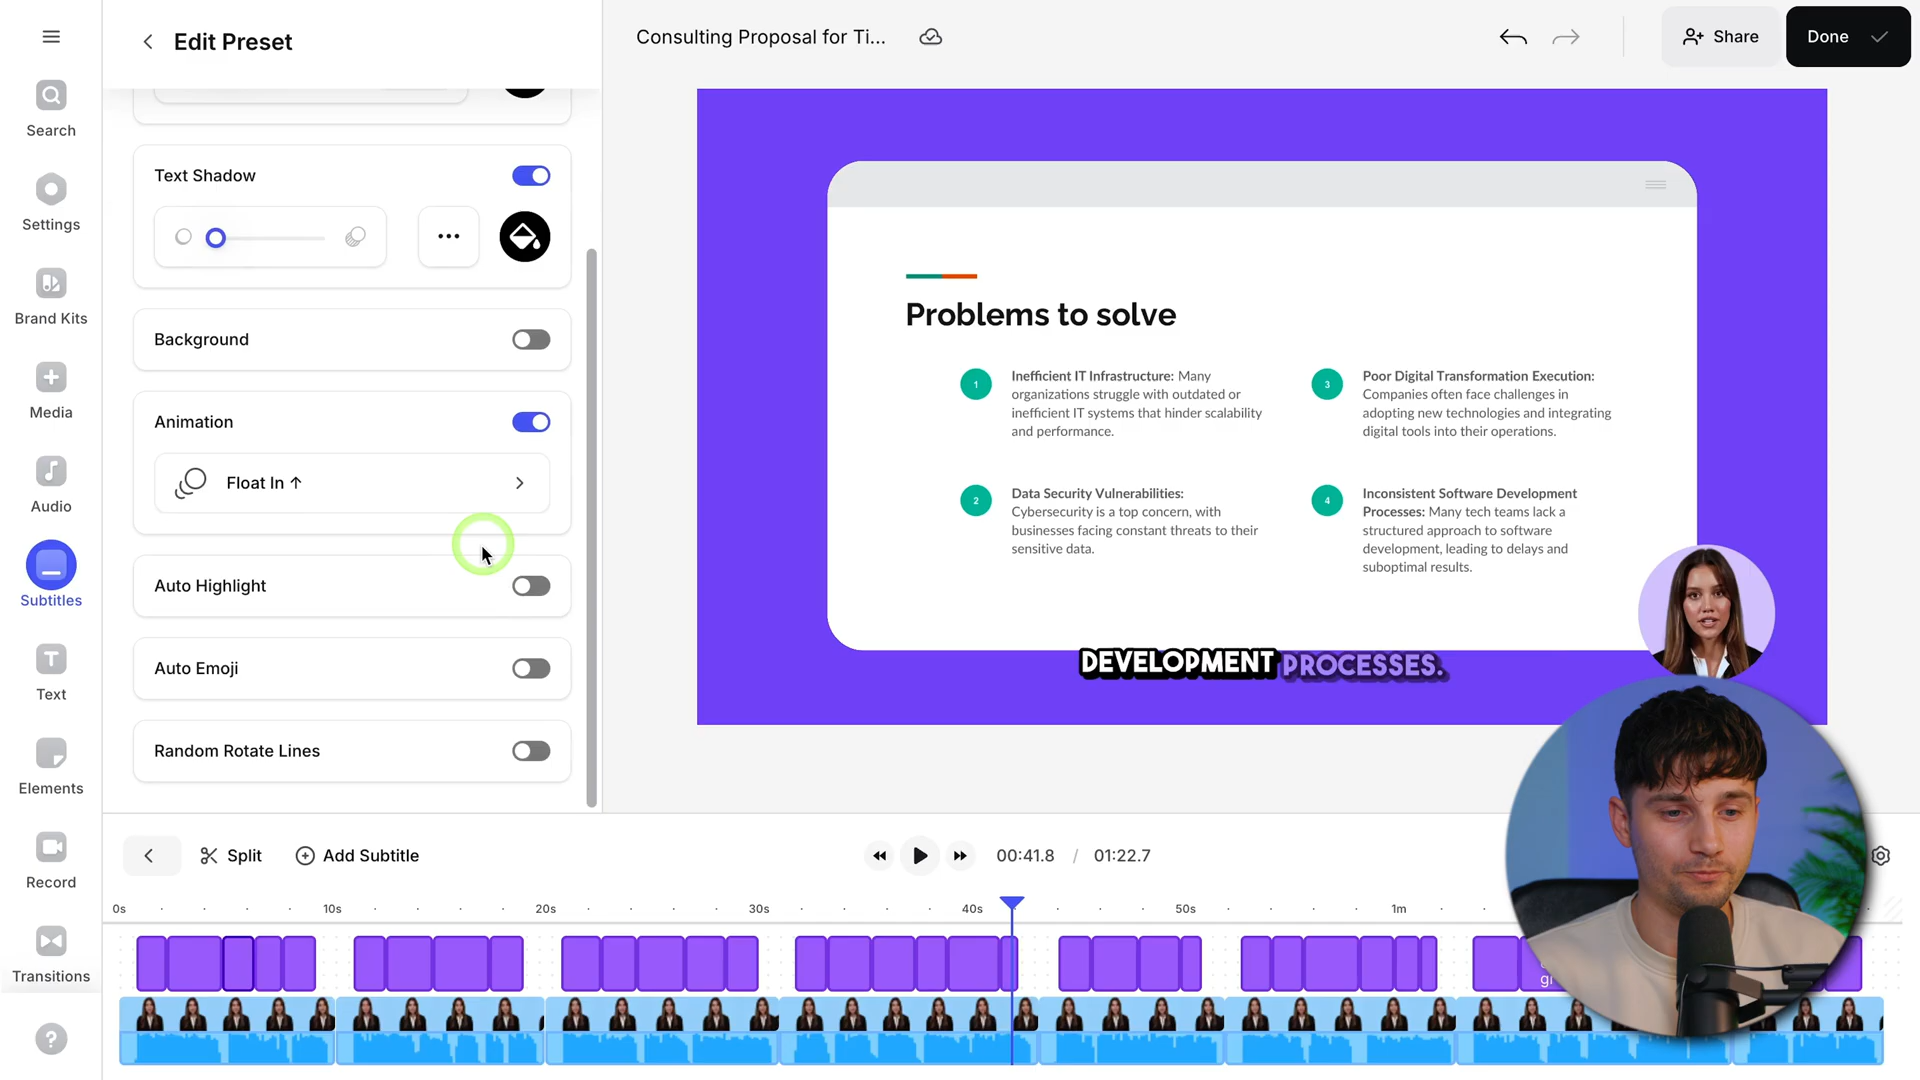 Edit Preset
Consulting Proposal for Ti...
Share
Done
Search
Settings
Brand Kits
Media
Audio
Subtitles
Text
Elements
Record
Transitions
Text Shadow
Background
Animation
Float In ↑
Auto Highlight
Auto Emoji
Random Rotate Lines
Problems to solve
1
Inefficient IT Infrastructure: Many
organizations struggle with outdated or
inefficient IT systems that hinder scalability
and performance.
2
Data Security Vulnerabilities:
Cybersecurity is a top concern, with
businesses facing constant threats to their
sensitive data.
3
Poor Digital Transformation Execution:
Companies often face challenges in
adopting new technologies and integrating
digital tools into their operations.
4
Inconsistent Software Development
Processes: Many tech teams lack a
structured approach to software
development, leading to delays and
suboptimal results.
DEVELOPMENT PROCESSES.
Split
Add Subtitle
00:41.8 / 01:22.7
0s 10s 20s 30s 40s 50s 1m